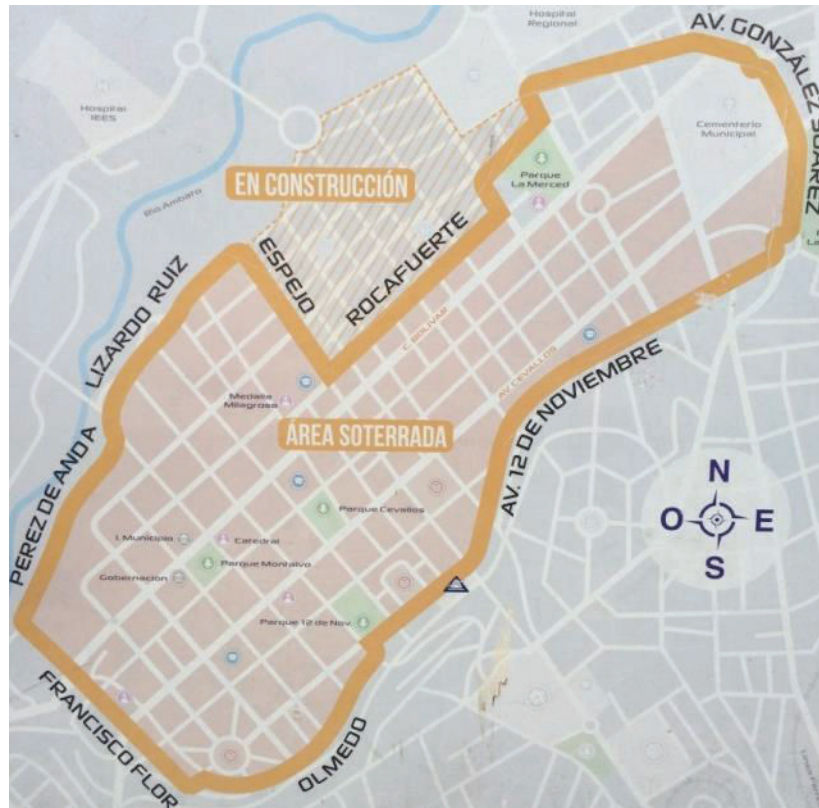 Hospital
Regional
AV. GONZÁLEZ SUÁREZ
Hospital
IEES
Cementerio
Municipal
EN CONSTRUCCIÓN
Parque
La Merced
Río Ambato
ESPEJO
ROCAFUERTE
LIZARDO RUIZ
C. BOLÍVAR
AV. CEVALLOS
AV. 12 DE NOVIEMBRE
Medalla
Milagrosa
ÁREA SOTERRADA
PEREZ DE ANDA
Parque Cevallos
I. Municipio
Catedral
Parque Montalvo
Gobernación
Parque 12 de Nov.
N
O
E
S
FRANCISCO FLOR
OLMEDO